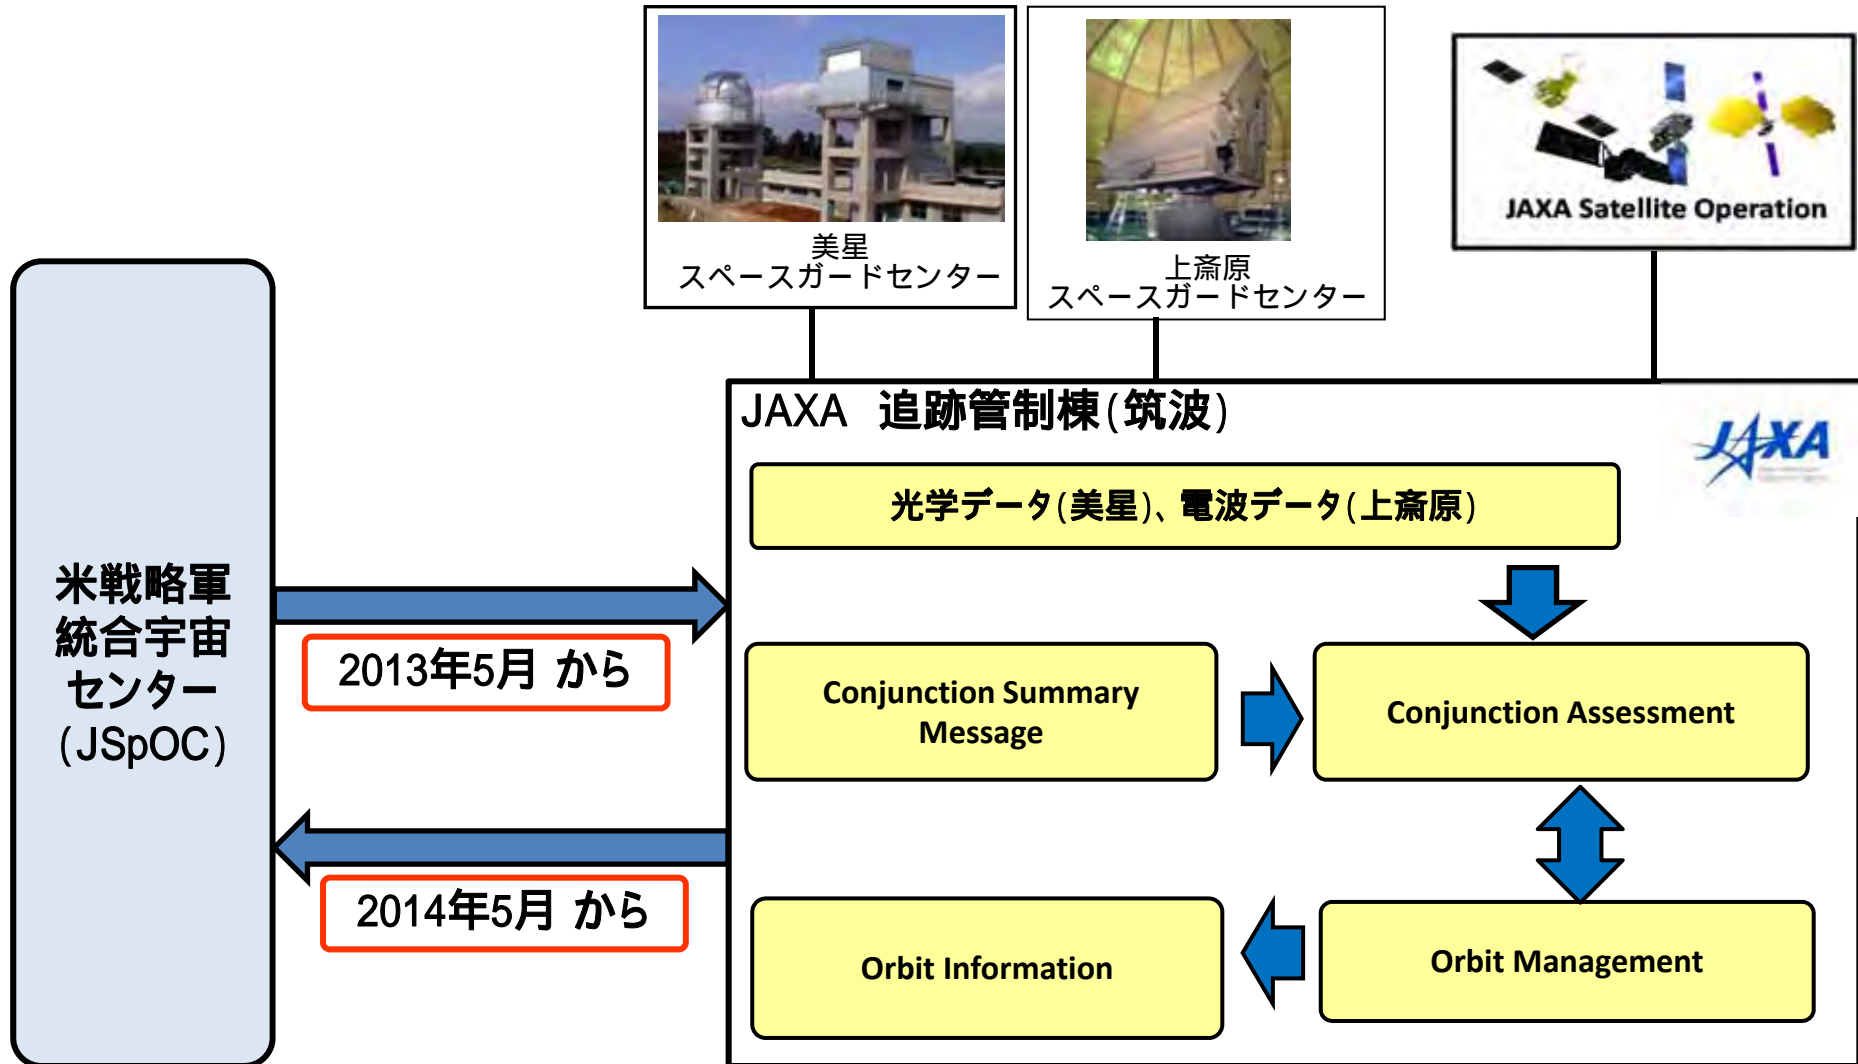 美星
スペースガードセンター
上斎原
スペースガードセンター
JAXA Satellite Operation
米戦略軍
統合宇宙
センター
(JSpOC)
2013年5月 から
2014年5月 から
JAXA 追跡管制棟(筑波)
JAXA
光学データ(美星)、電波データ(上斎原)
Conjunction Summary
Message
Conjunction Assessment
Orbit Information
Orbit Management